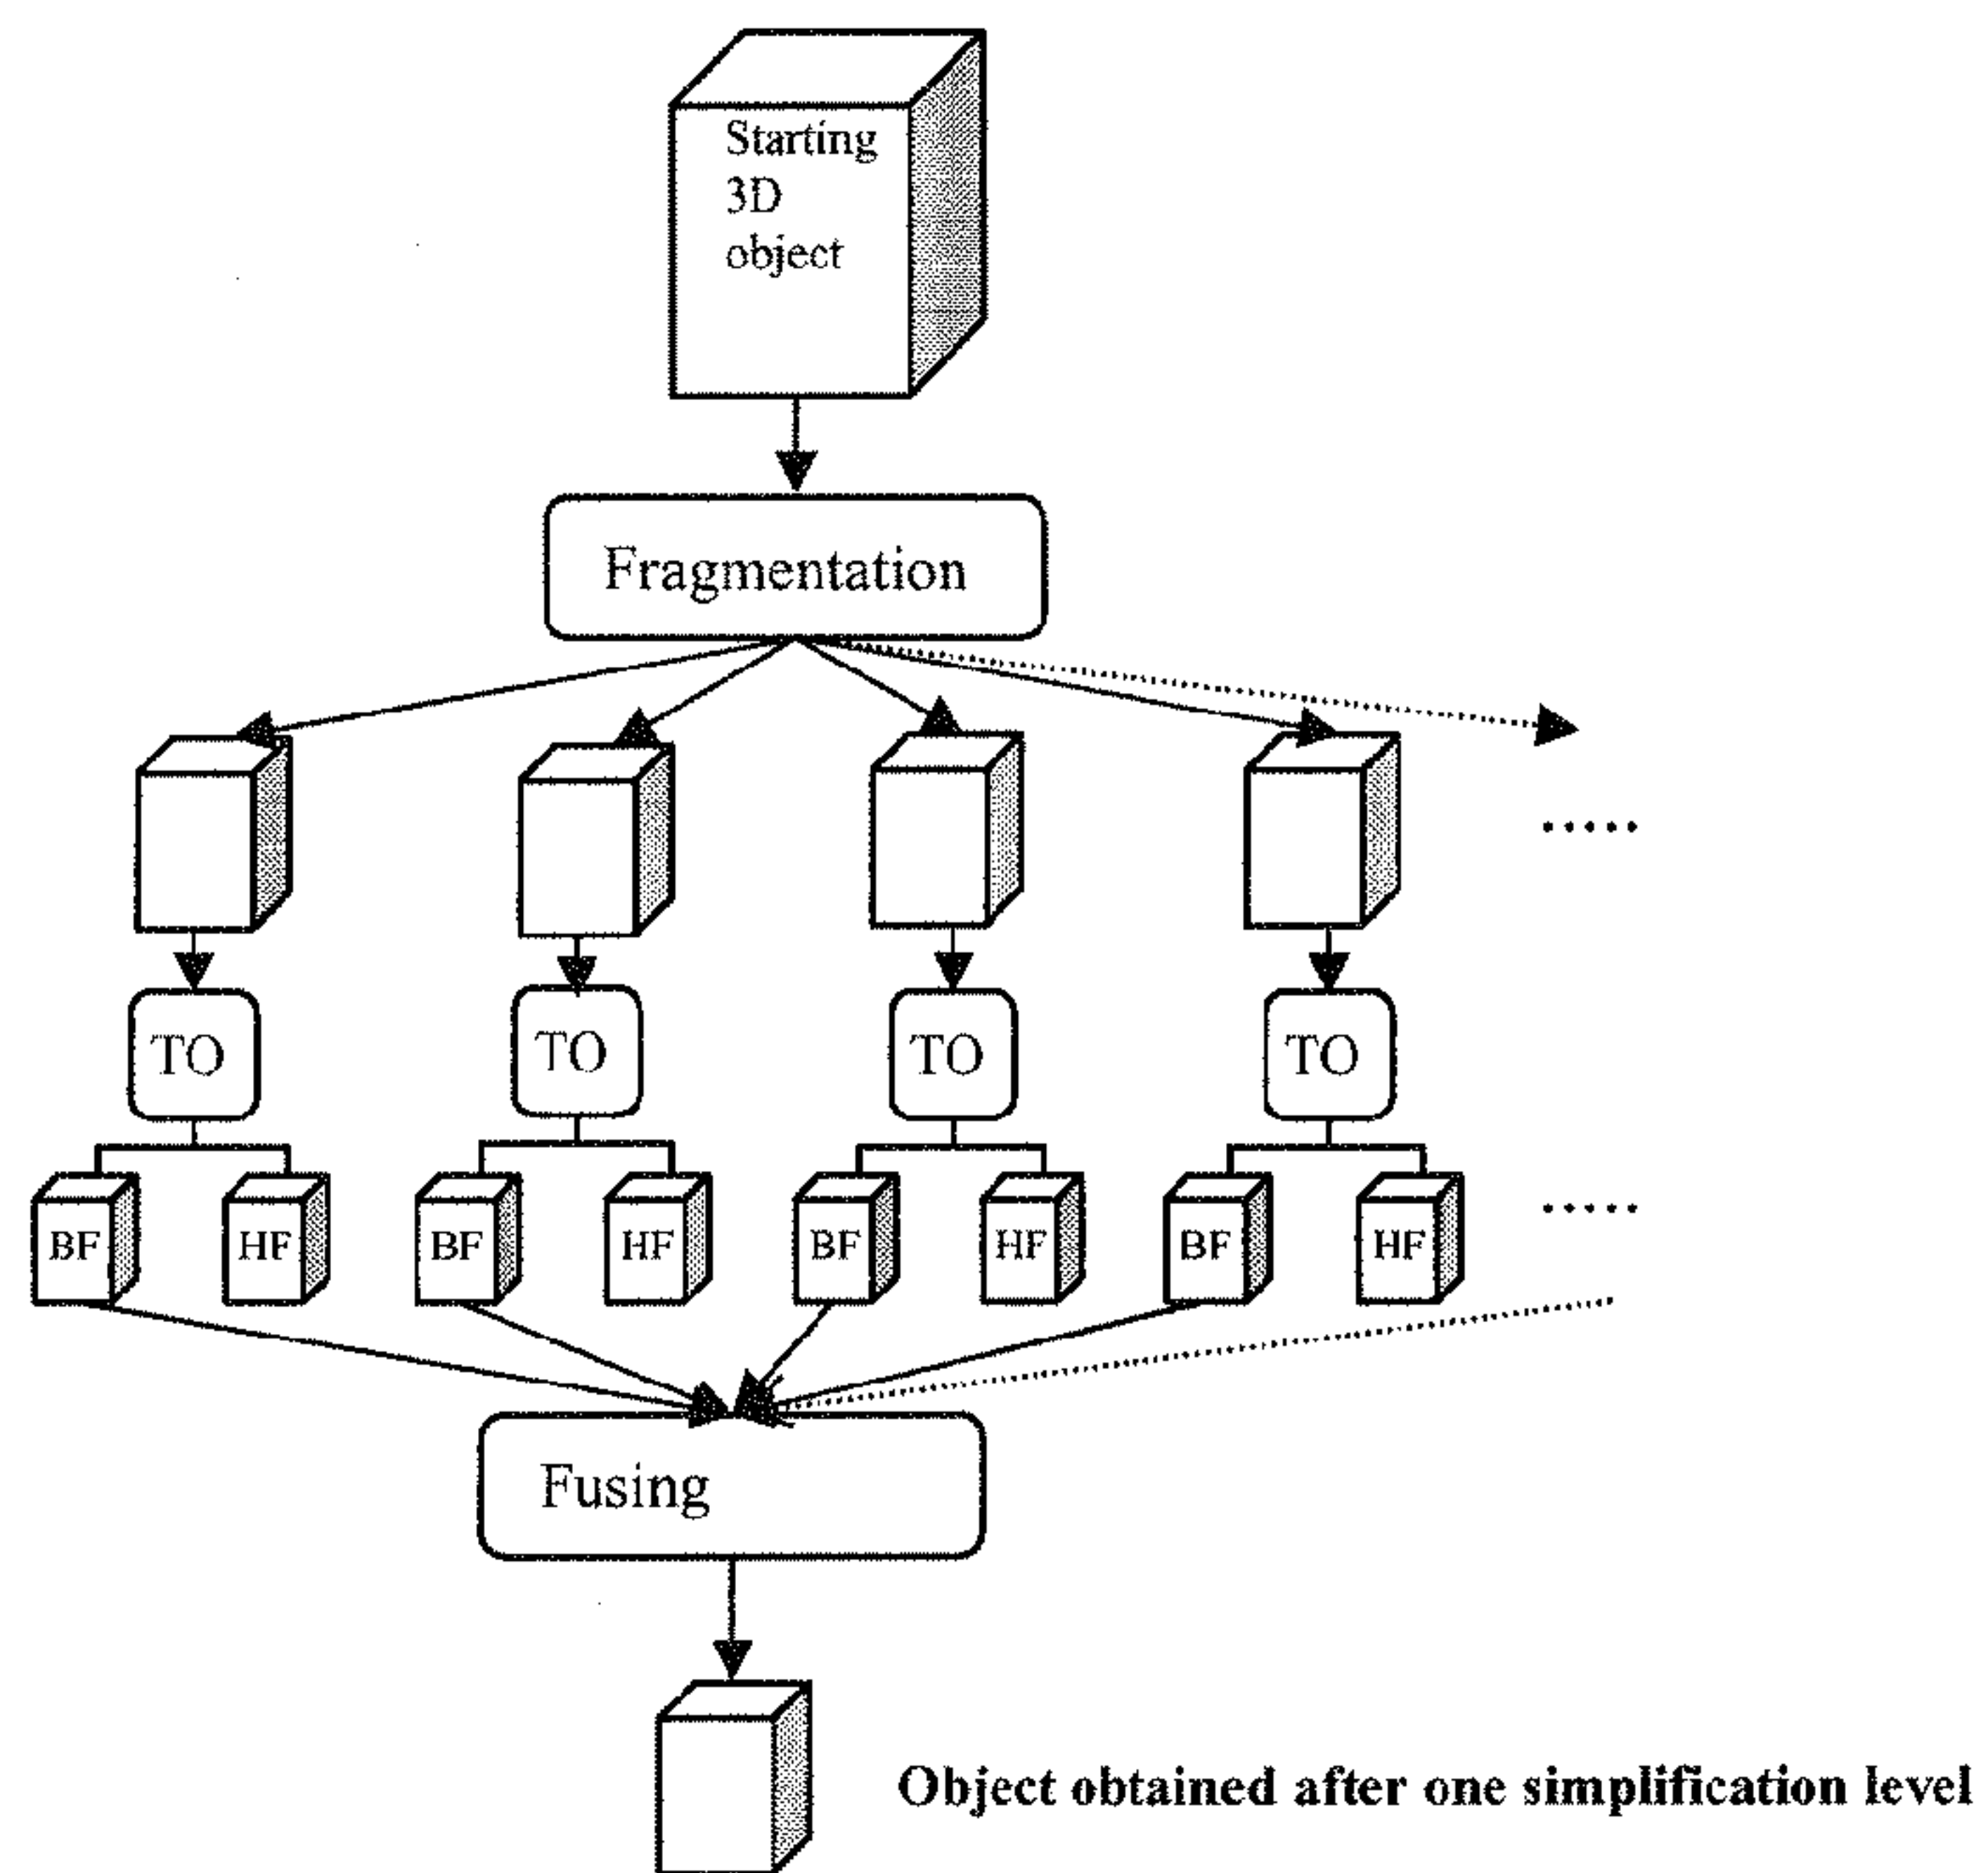 Starting
3D
object
Fragmentation
.....
TO TO TO TO
BF HF BF HF BF HF BF HF .....
Fusing
Object obtained after one simplification level